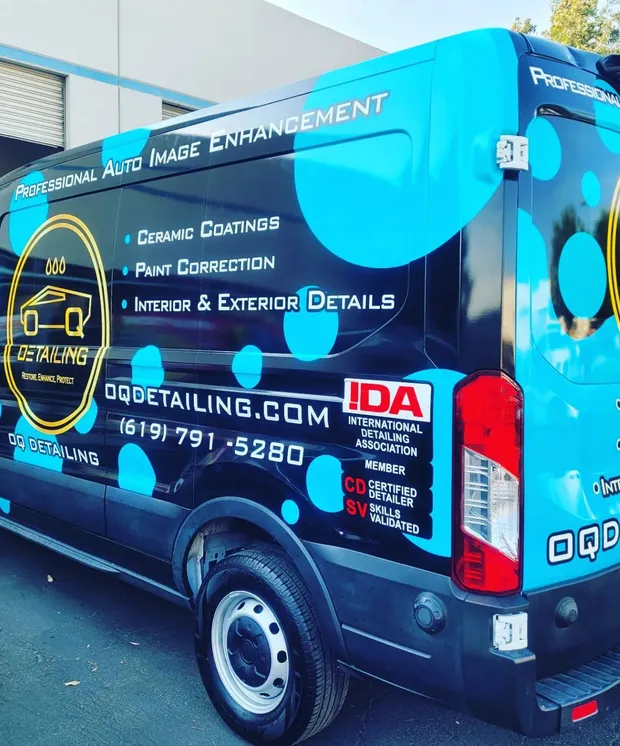 Professional Auto Image Enhancement
• Ceramic Coatings
• Paint Correction
• Interior & Exterior Details
DETAILING
Restore, Enhance, Protect
OQ DETAILING
OQDETAILING.COM
(619) 791 -5280
IDA
INTERNATIONAL
DETAILING
ASSOCIATION
MEMBER
CD CERTIFIED
DETAILER
SV SKILLS
VALIDATED
Professional
OQD